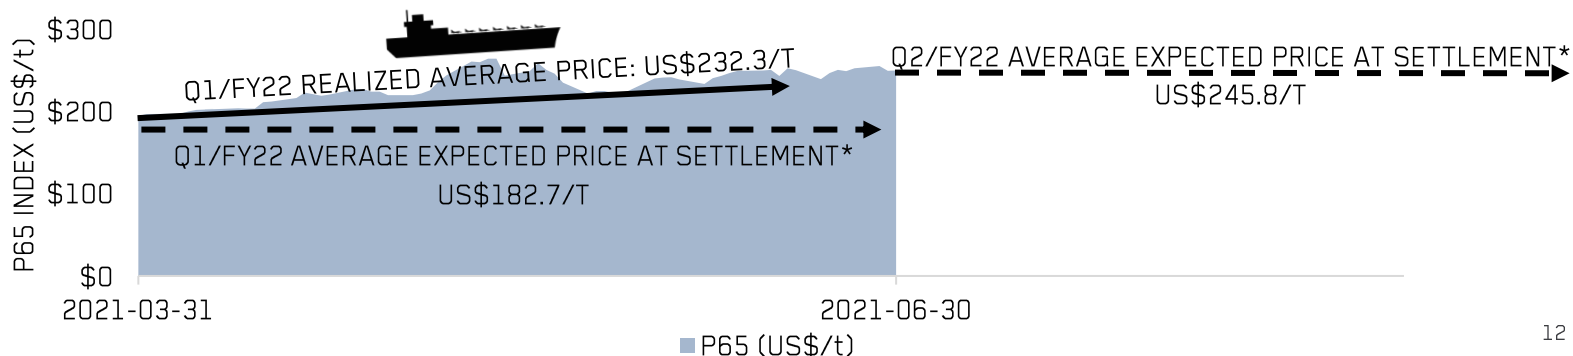 $300
$200
$100
$0
P65 INDEX (US$/t)
Q1/FY22 REALIZED AVERAGE PRICE: US$232.3/T
Q1/FY22 AVERAGE EXPECTED PRICE AT SETTLEMENT*
US$182.7/T
Q2/FY22 AVERAGE EXPECTED PRICE AT SETTLEMENT*
US$245.8/T
2021-03-31
2021-06-30
P65 (US$/t)
12